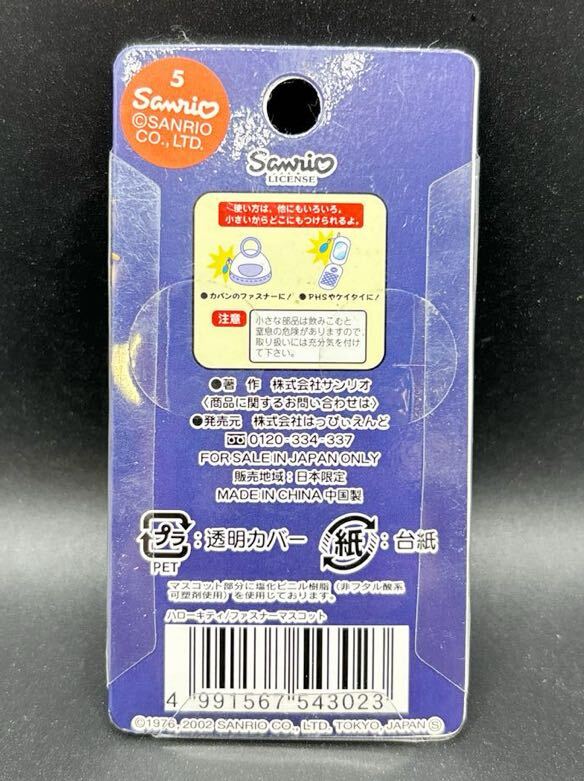 5
Sanrio
©SANRIO
CO., LTD.
Sanrio
LICENSE
使い方は、他にもいろいろ。
小さいからどこにもつけられるよ。
●カバンのファスナーに!
●PHSやケイタイに!
注意
小さな部品は飲みこむと
窒息の危険がありますので、
取り扱いには充分気を付け
て下さい。
●著 作 株式会社サンリオ
〈商品に関するお問い合わせは〉
●発売元 株式会社はっぴぃえんど
0120-334-337
FOR SALE IN JAPAN ONLY
販売地域:日本限定
MADE IN CHINA 中国製
プラ:透明カバー
PET
紙:台紙
マスコット部分に塩化ビニル樹脂(非フタル酸系
可塑剤使用)を使用しております。
ハローキティ/ファスナーマスコット
4 991567 543023
©1976, 2002 SANRIO CO., LTD. TOKYO, JAPAN Ⓢ